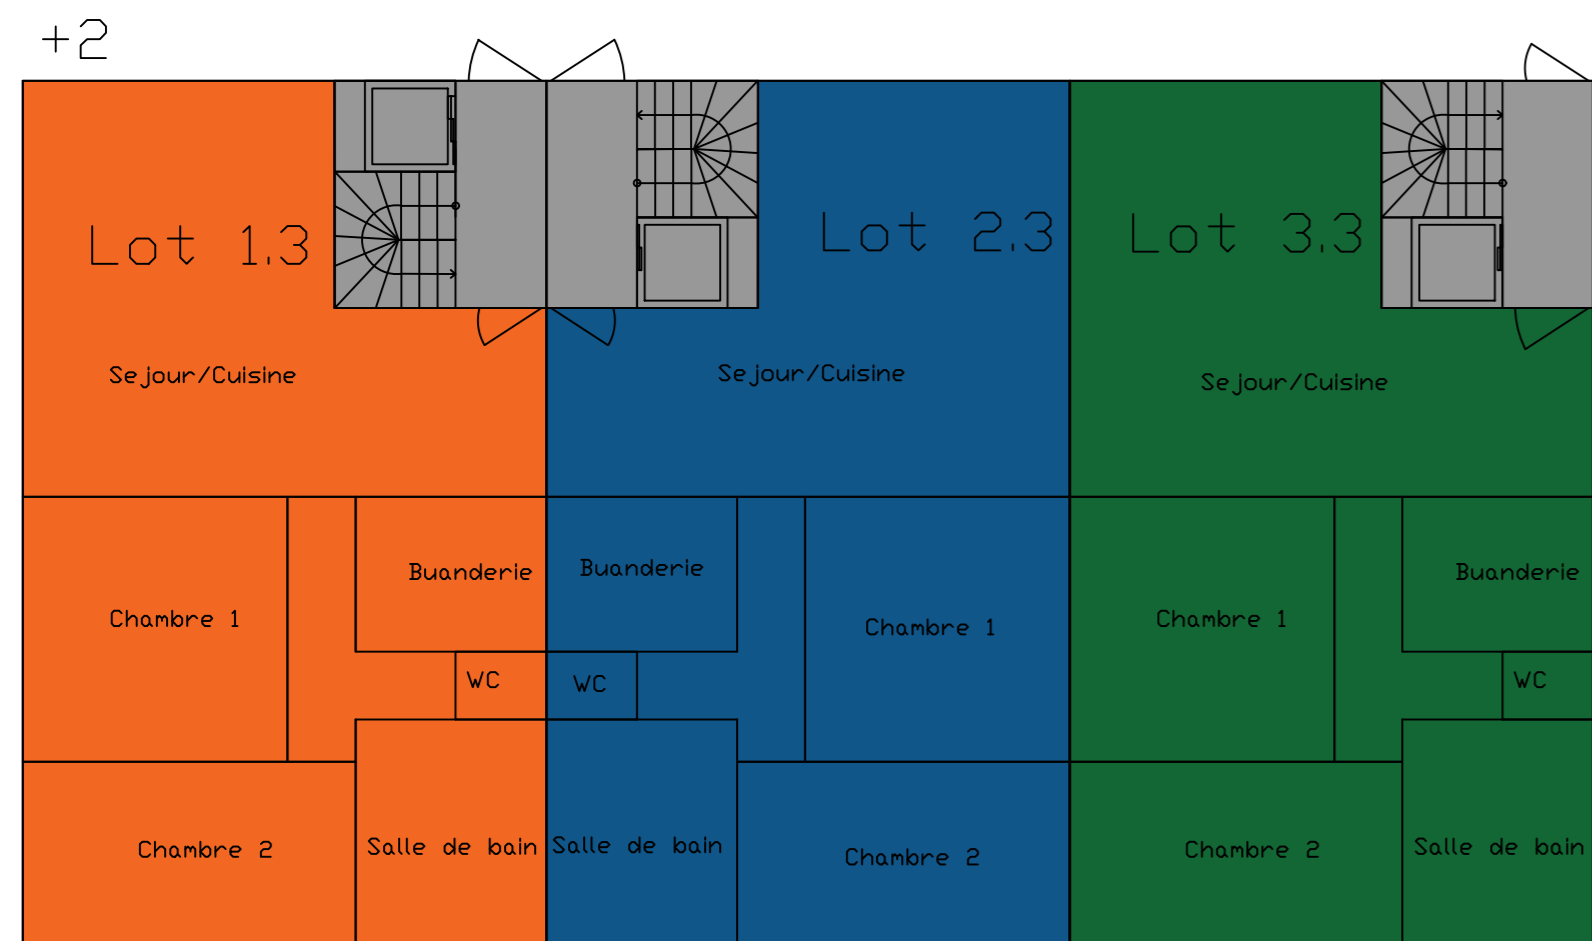 +2
Lot 1.3
Lot 2.3
Lot 3.3
Sejour/Cuisine
Sejour/Cuisine
Sejour/Cuisine
Buanderie
Buanderie
Buanderie
Chambre 1
Chambre 1
Chambre 1
WC
WC
WC
Chambre 2
Salle de bain
Salle de bain
Chambre 2
Chambre 2
Salle de bain